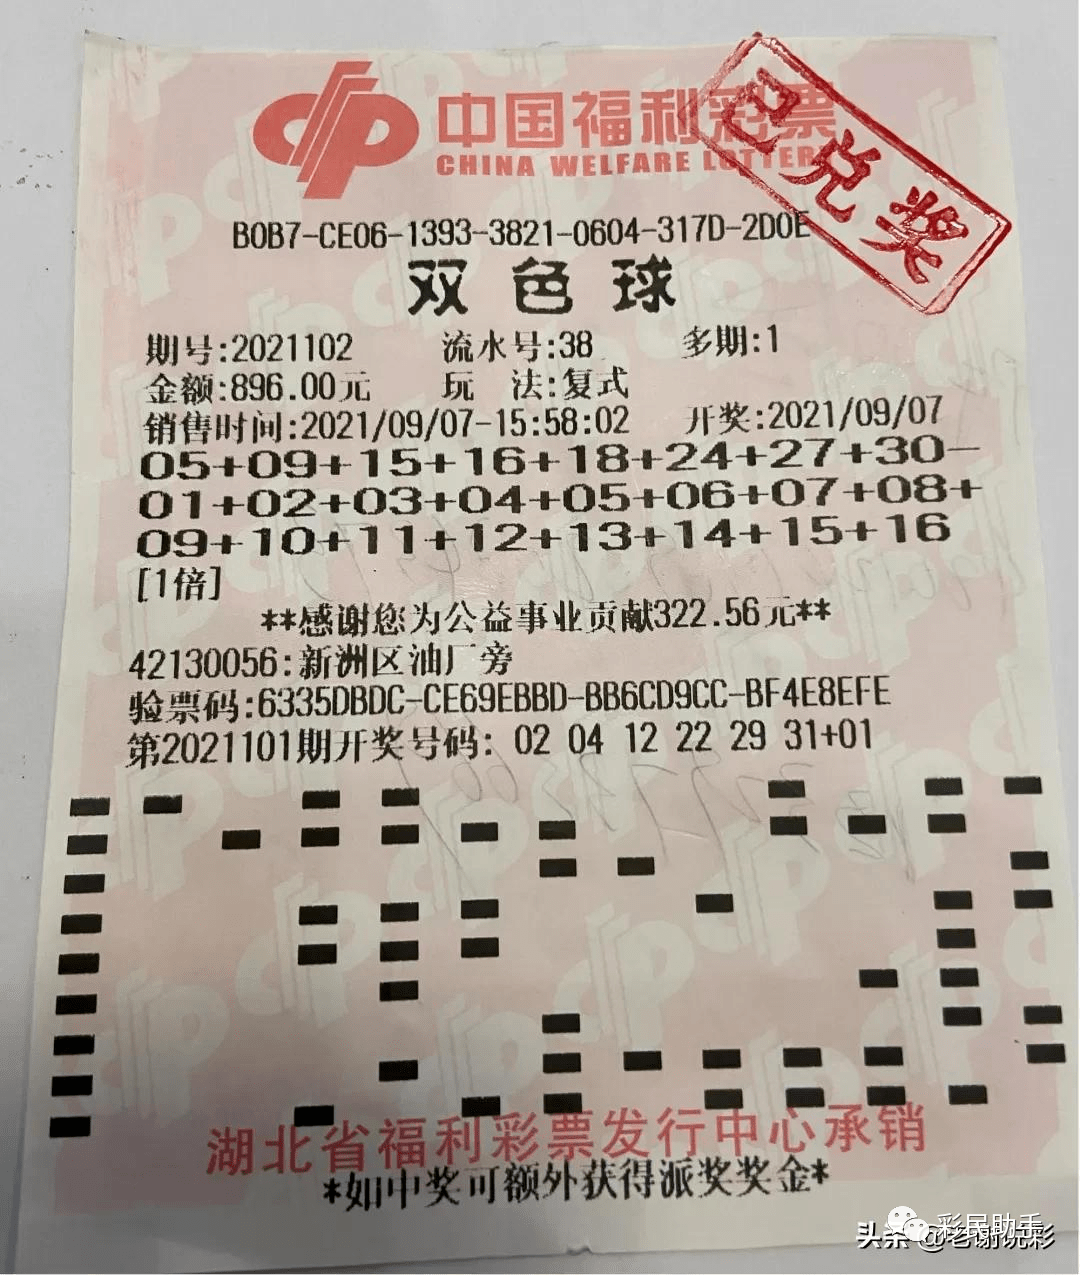 中国福利彩票
CHINA WELFARE LOTTERY
已兑奖
B0B7-CE06-1393-3821-0604-317D-2D0E
双色球
期号:2021102 流水号:38 多期:1
金额:896.00元 玩 法:复式
销售时间:2021/09/07-15:58:02 开奖:2021/09/07
05+09+15+16+18+24+27+30-
01+02+03+04+05+06+07+08+
09+10+11+12+13+14+15+16
[1倍]
**感谢您为公益事业贡献322.56元**
42130056:新洲区油厂旁
验票码:6335DBDC-CE69EBBD-BB6CD9CC-BF4E8EFE
第2021101期开奖号码: 02 04 12 22 29 31+01
湖北省福利彩票发行中心承销
*如中奖可额外获得派奖奖金*
彩民助手
头条 @老谢说彩